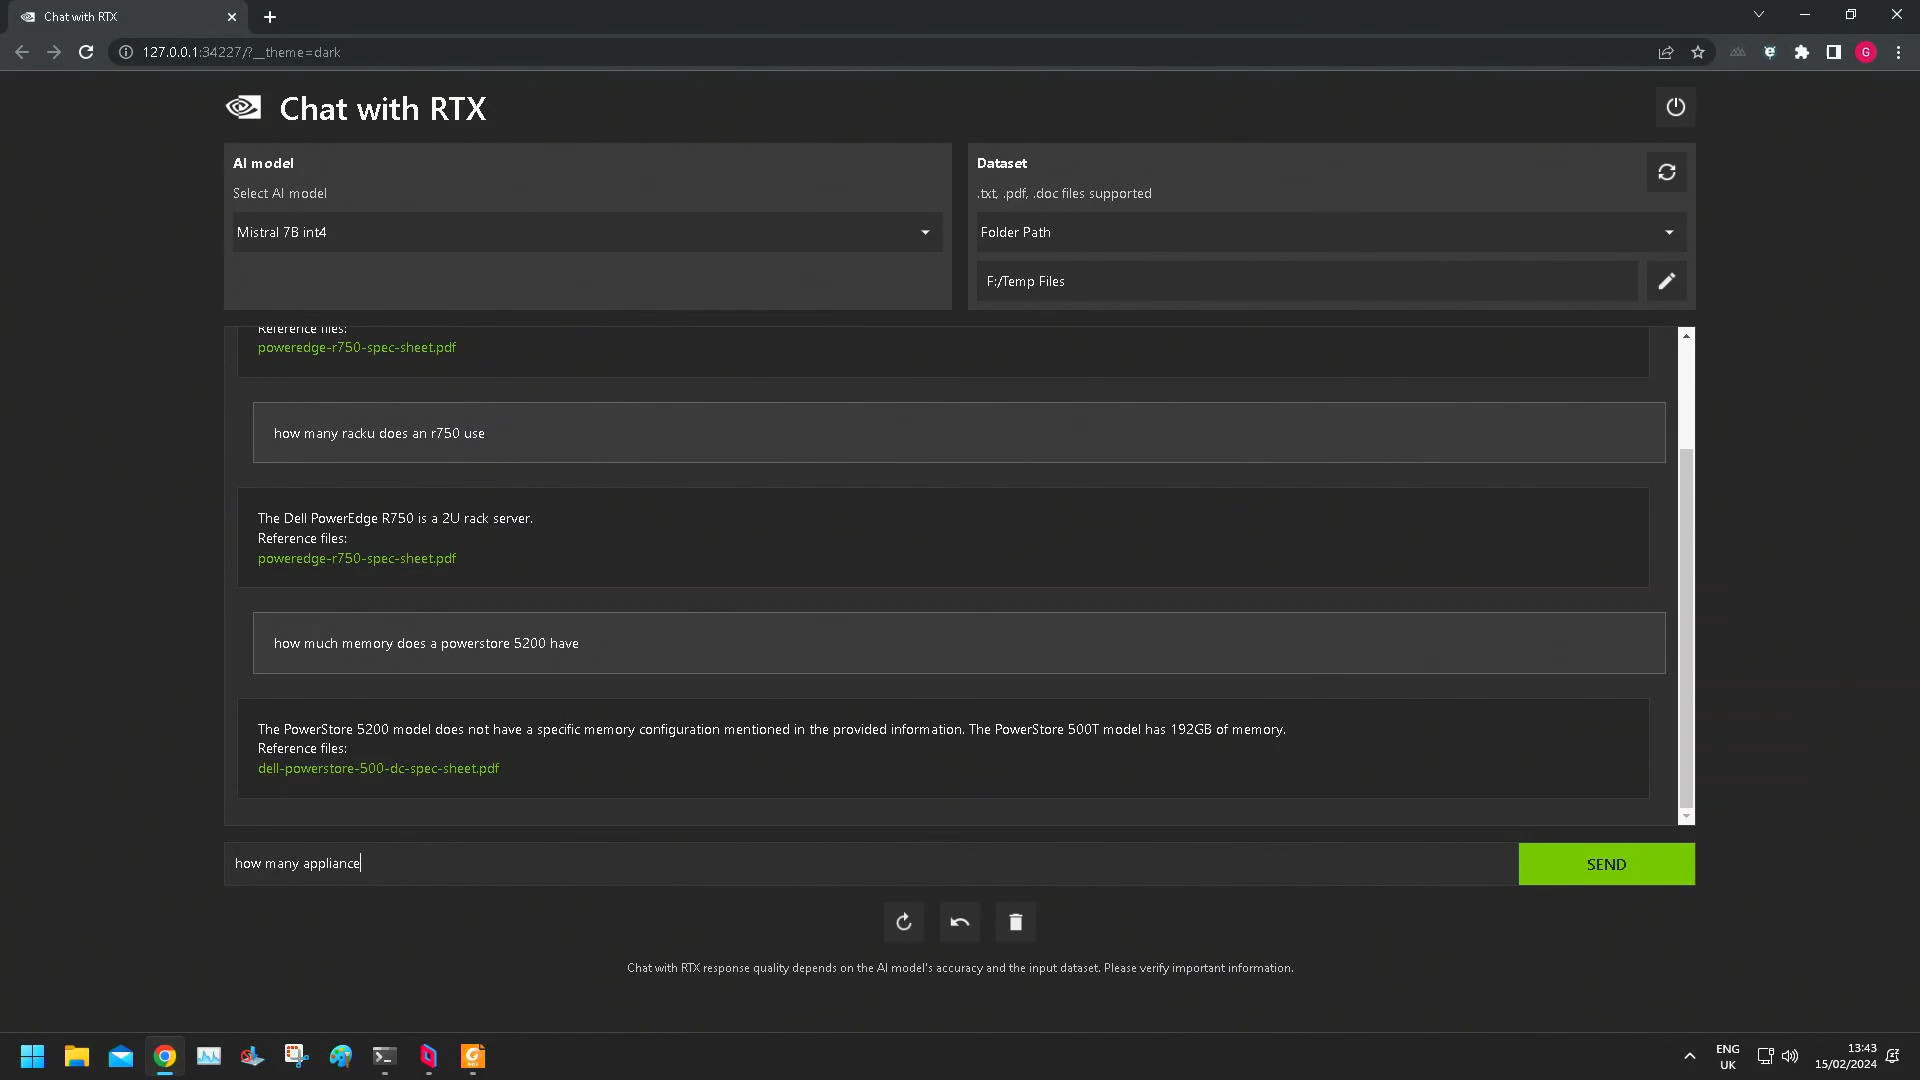 Chat with RTX
127.0.0.1:34227/?__theme=dark
G
Chat with RTX
AI model
Select AI model
Mistral 7B int4
Dataset
.txt, .pdf, .doc files supported
Folder Path
F:/Temp Files
Reference files:
poweredge-r750-spec-sheet.pdf
how many racku does an r750 use
The Dell PowerEdge R750 is a 2U rack server.
Reference files:
poweredge-r750-spec-sheet.pdf
how much memory does a powerstore 5200 have
The PowerStore 5200 model does not have a specific memory configuration mentioned in the provided information. The PowerStore 500T model has 192GB of memory.
Reference files:
dell-powerstore-500-dc-spec-sheet.pdf
how many appliance
SEND
Chat with RTX response quality depends on the AI model's accuracy and the input dataset. Please verify important information.
ENG
UK
13:43
15/02/2024